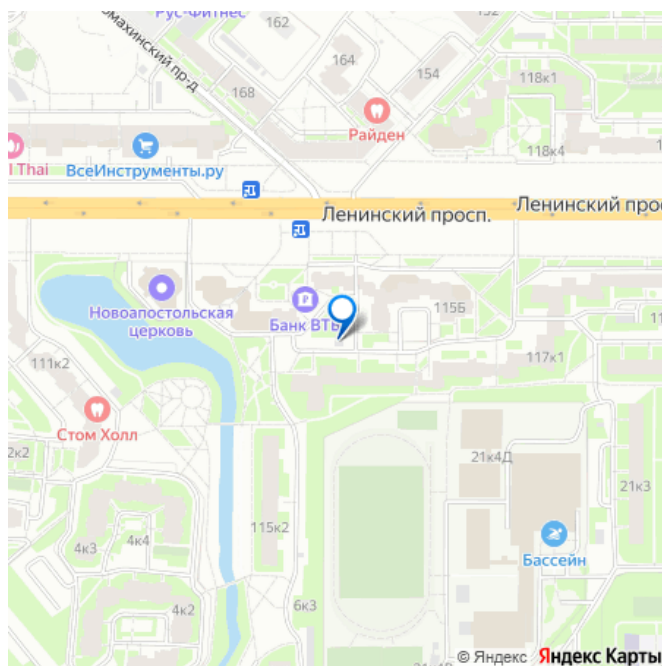 Рус-Фитнес
162
омахинский пр-д
164
154
152
168
118к1
Райден
118к4
l Thai
ВсеИнструменты.ру
Ленинский просп.
Ленинский прос
Новоапостольская
церковь
Банк ВТБ
115Б
111к2
117к1
Стом Холл
2к2
21к4Д
21к3
4к3
4к4
115к2
Бассейн
4к2
6к3
© Яндекс Яндекс Карты